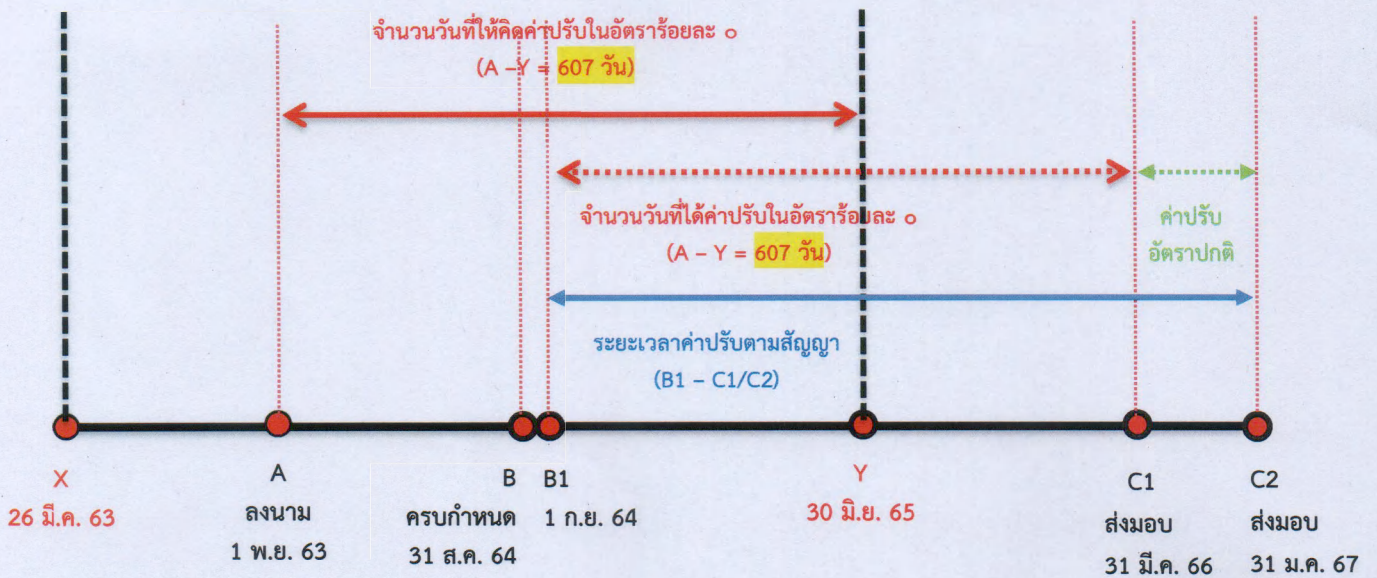 จำนวนวันที่ให้คิดค่าปรับในอัตราร้อยละ ๐
(A –Y = 607 วัน)
จำนวนวันที่ได้ค่าปรับในอัตราร้อยละ ๐
(A – Y = 607 วัน)
ค่าปรับ
อัตราปกติ
ระยะเวลาค่าปรับตามสัญญา
(B1 – C1/C2)
X
26 มี.ค. 63
A
ลงนาม
1 พ.ย. 63
B
ครบกำหนด
31 ส.ค. 64
B1
1 ก.ย. 64
Y
30 มิ.ย. 65
C1
ส่งมอบ
31 มี.ค. 66
C2
ส่งมอบ
31 ม.ค. 67